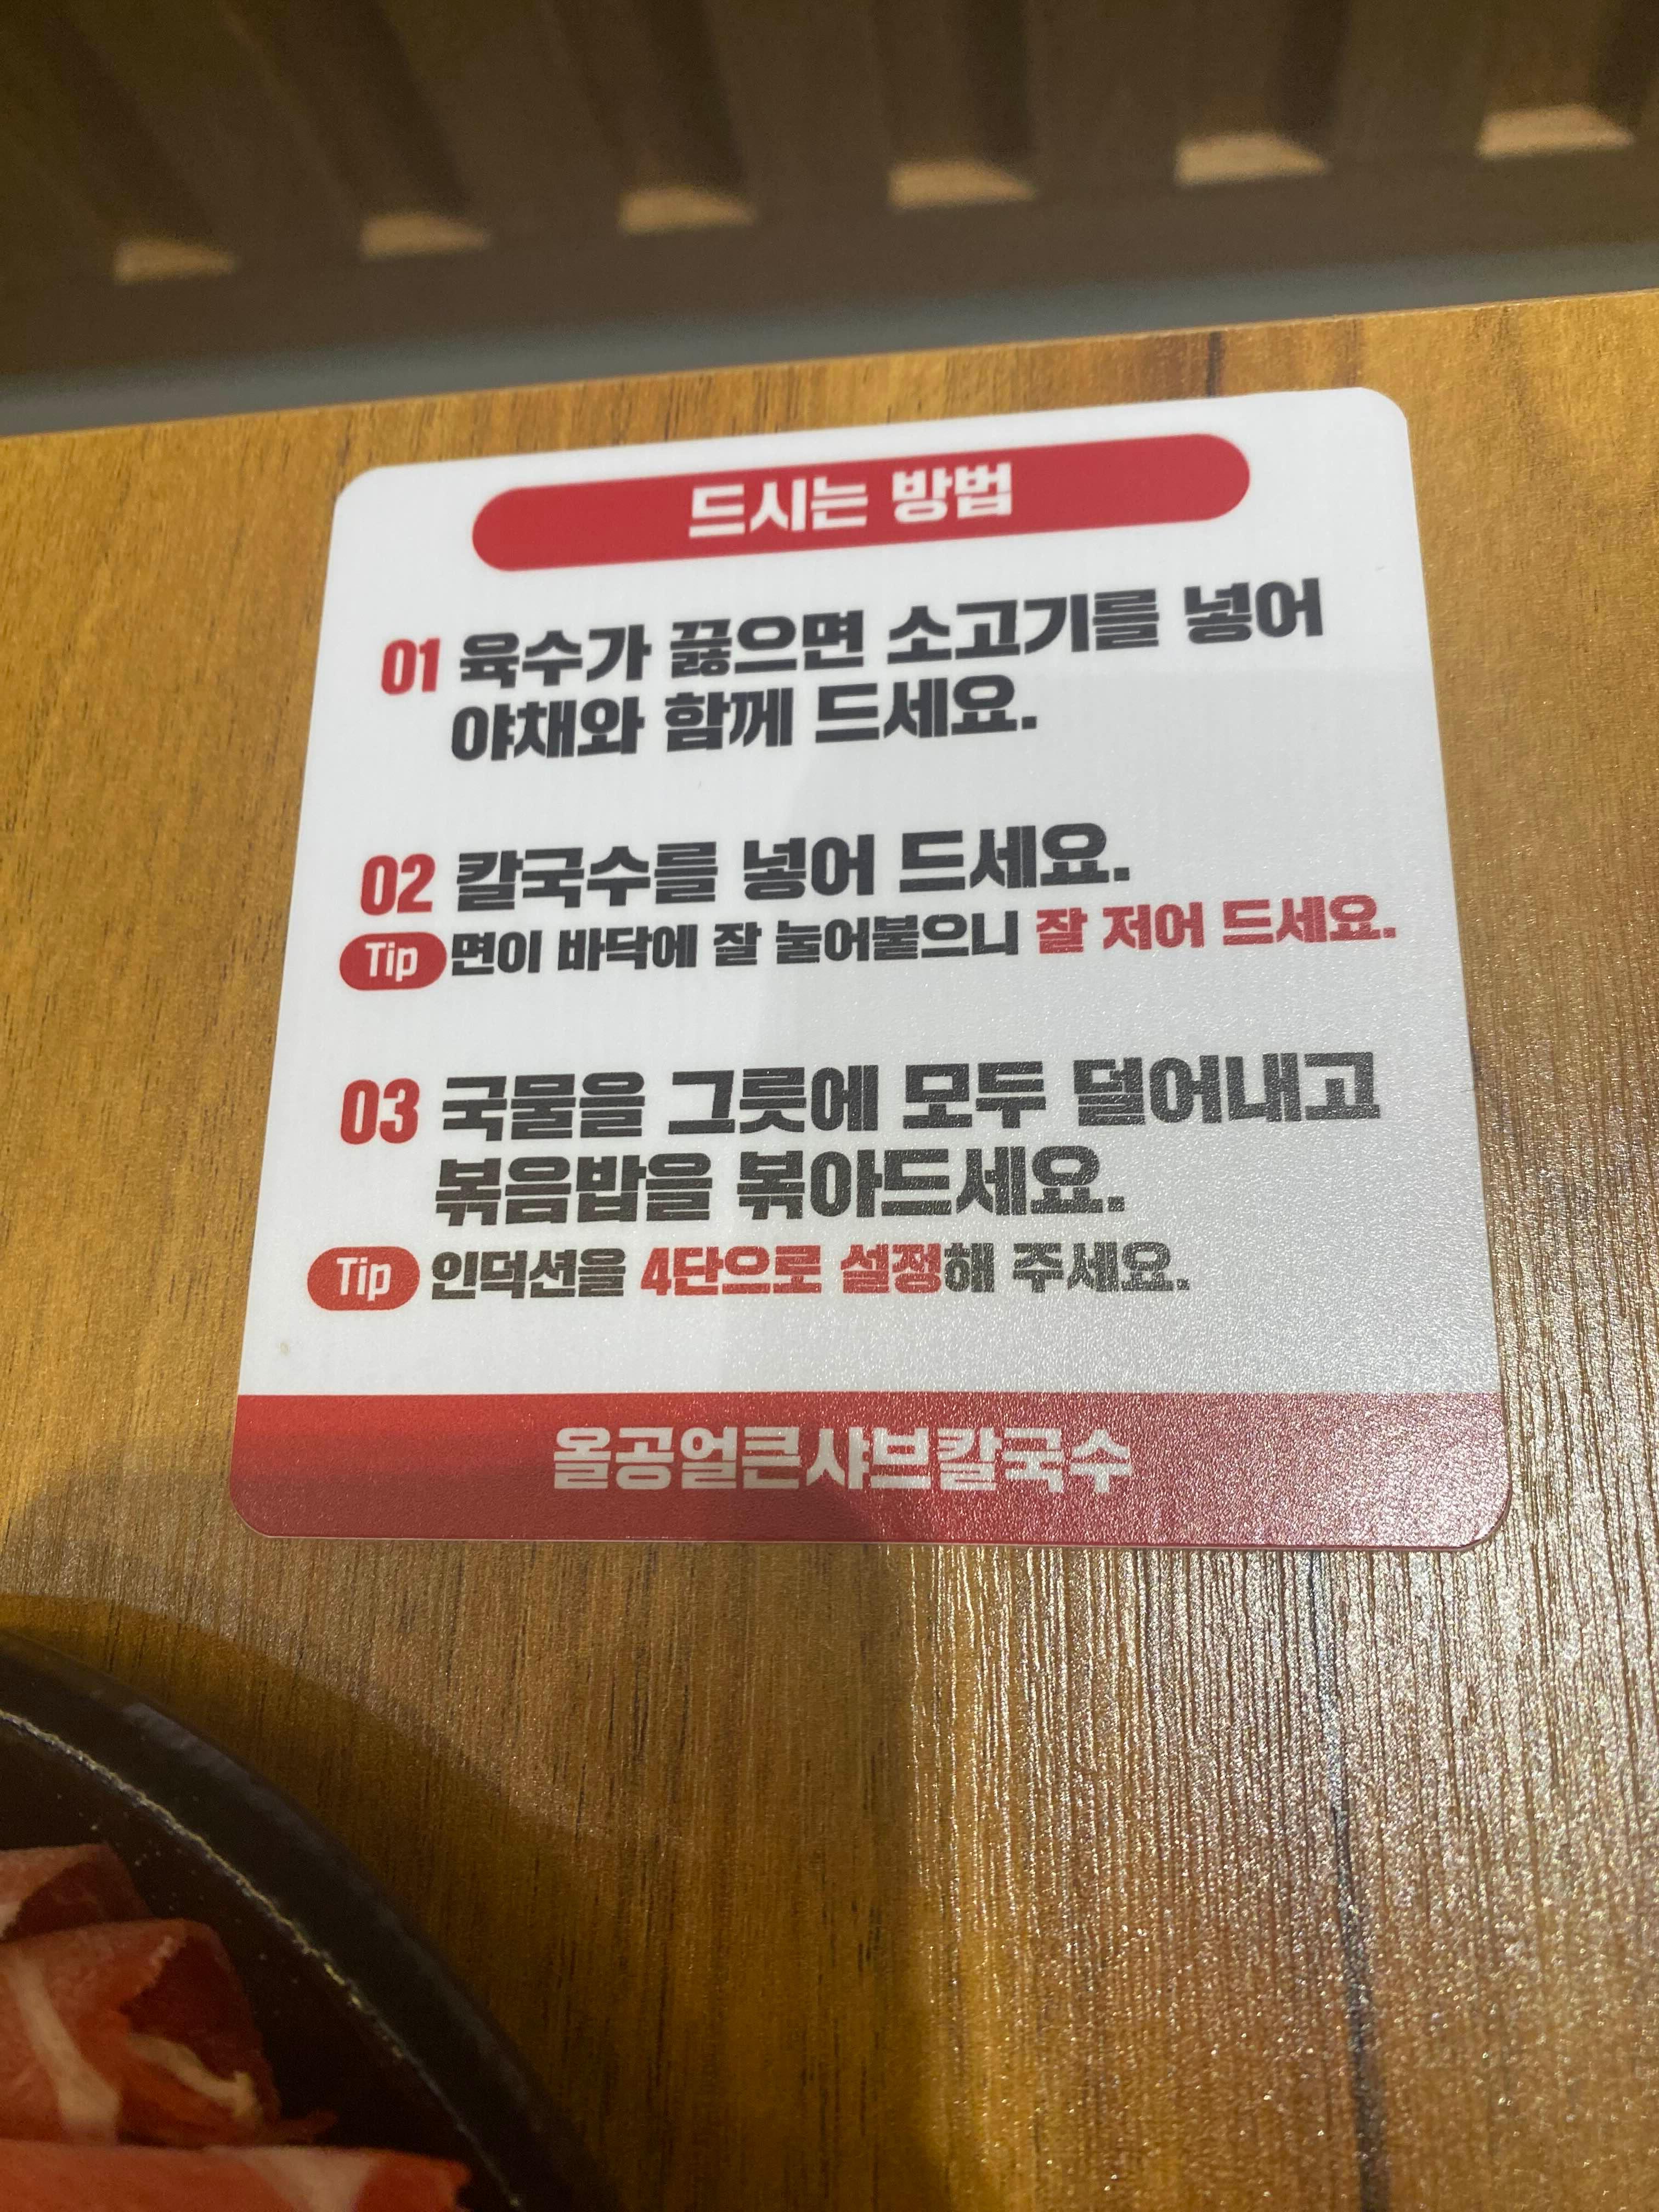 드시는 방법
01 육수가 끓으면 소고기를 넣어
야채와 함께 드세요.
02 칼국수를 넣어 드세요.
Tip 면이 바닥에 잘 눌어붙으니 잘 저어 드세요.
03 국물을 그릇에 모두 덜어내고
볶음밥을 볶아드세요.
Tip 인덕션을 4단으로 설정해 주세요.
올공얼큰샤브칼국수